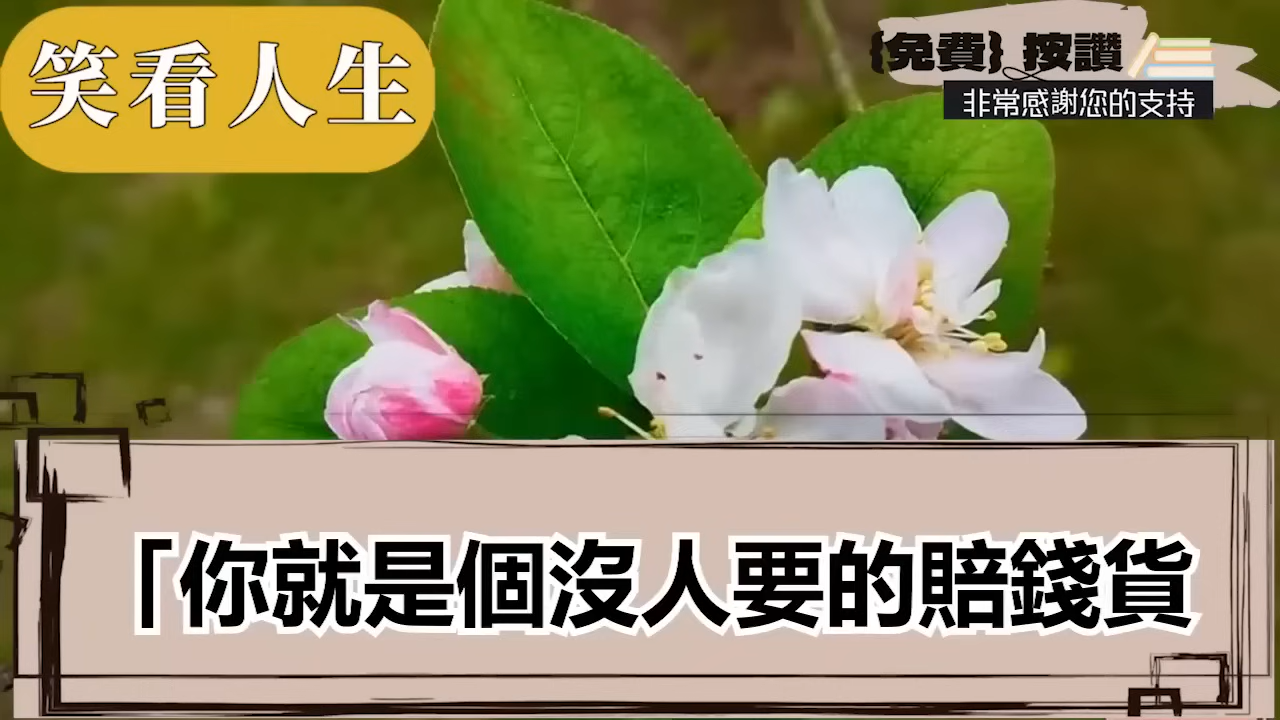 笑看人生
{免費} 按讚
非常感謝您的支持
「你就是個沒人要的賠錢貨